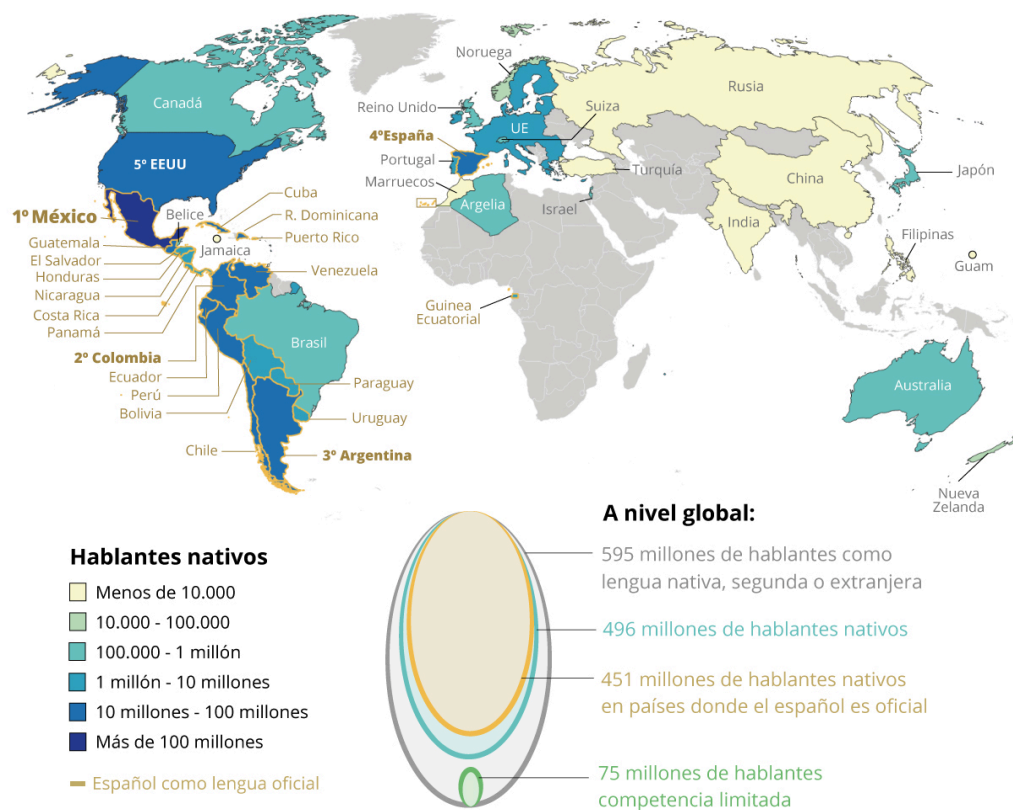 Noruega
Rusia
Canadá
Reino Unido
Suiza
UE
4ºEspaña
5º EEUU
Portugal
Turquía
Japón
Marruecos
China
Cuba
Argelia
Israel
1º México
Belice
R. Dominicana
India
Guatemala
Puerto Rico
Filipinas
El Salvador
Jamaica
Guam
Honduras
Venezuela
Nicaragua
Guinea
Ecuatorial
Costa Rica
Panamá
Brasil
2º Colombia
Ecuador
Paraguay
Australia
Perú
Bolivia
Uruguay
Chile
3º Argentina
Nueva
Zelanda
Hablantes nativos
Menos de 10.000
10.000 - 100.000
100.000 - 1 millón
1 millón - 10 millones
10 millones - 100 millones
Más de 100 millones
Español como lengua oficial
A nivel global:
595 millones de hablantes como
lengua nativa, segunda o extranjera
496 millones de hablantes nativos
451 millones de hablantes nativos
en países donde el español es oficial
75 millones de hablantes
competencia limitada